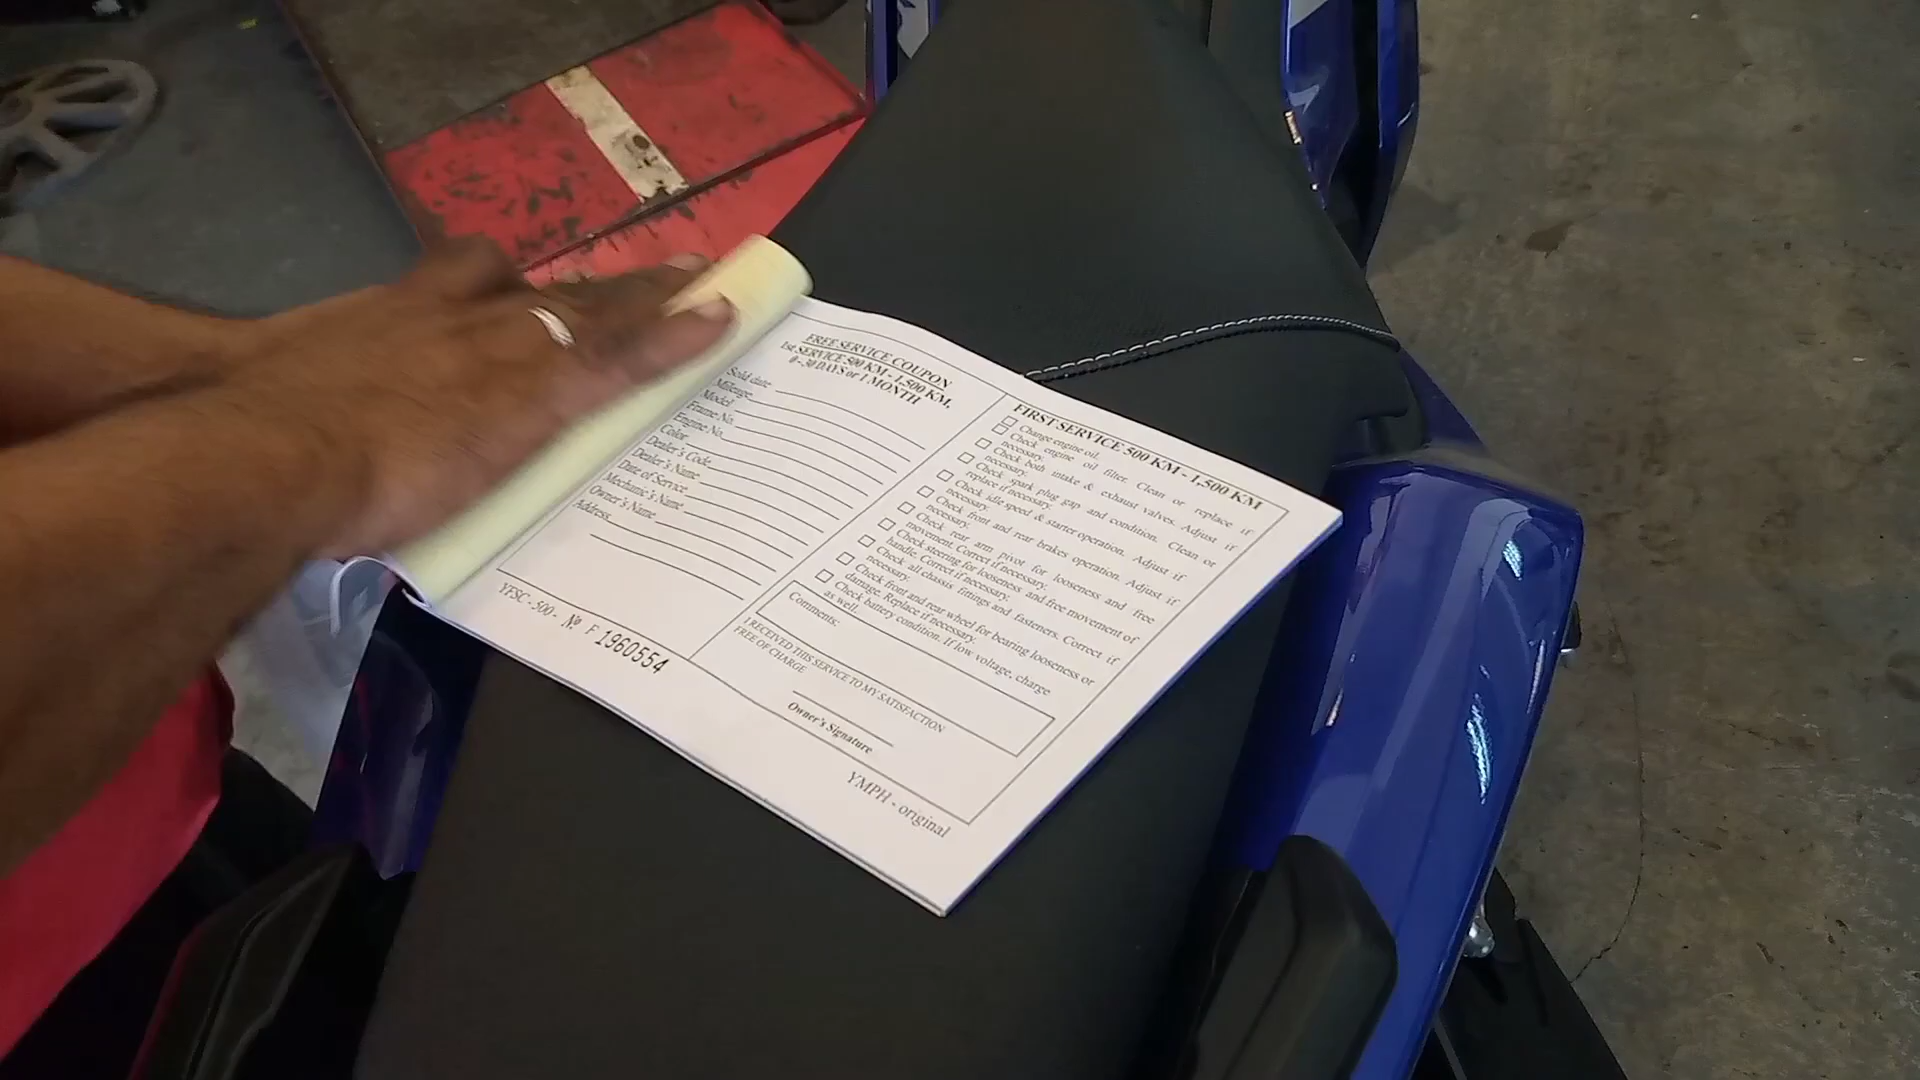 FREE SERVICE COUPON
1st SERVICE 500 KM - 1,500 KM,
0 - 30 DAYS or 1 MONTH
Sold date
Mileage
Model
Frame No.
Engine No.
Color
Dealer's Code
Dealer's Name
Date of Service
Mechanic's Name
Owner's Name
Address
YFSC - 500 - № F 1960554
FIRST SERVICE 500 KM - 1,500 KM
Change engine oil.
Check engine oil filter. Clean or replace if
necessary.
Check both intake & exhaust valves. Adjust if
necessary.
Check spark plug gap and condition. Clean or
replace if necessary.
Check idle speed & starter operation. Adjust if
necessary.
Check front and rear brakes operation. Adjust if
necessary.
Check rear arm pivot for looseness and free
movement. Correct if necessary.
Check steering for looseness and free movement of
handle. Correct if necessary.
Check all chassis fittings and fasteners. Correct if
necessary.
Check front and rear wheel for bearing looseness or
damage. Replace if necessary.
Check battery condition. If low voltage, charge
as well.
Comments:
I RECEIVED THIS SERVICE TO MY SATISFACTION
FREE OF CHARGE
Owner's Signature
YMPH - original